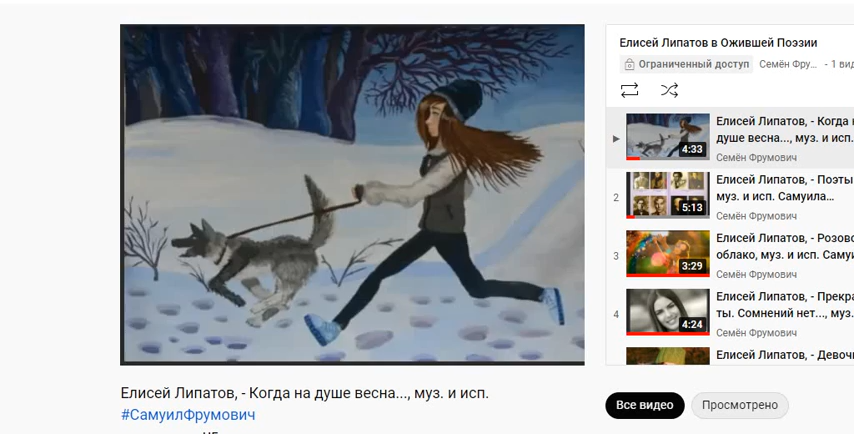 Елисей Липатов в Ожившей Поэзии
Ограниченный доступ Семён Фру... - 1 вид
Елисей Липатов, - Когда
душе весна..., муз. и исп.
4:33
Семён Фрумович
2
Елисей Липатов, - Поэты
муз. и исп. Самуила...
5:13
Семён Фрумович
3
Елисей Липатов, - Розово
облако, муз. и исп. Саму
3:29
Семён Фрумович
4
Елисей Липатов, - Прекра
ты. Сомнений нет..., муз.
4:24
Семён Фрумович
Елисей Липатов, - Девоч
Елисей Липатов, - Когда на душе весна..., муз. и исп.
#СамуилФрумович
Все видео Просмотрено